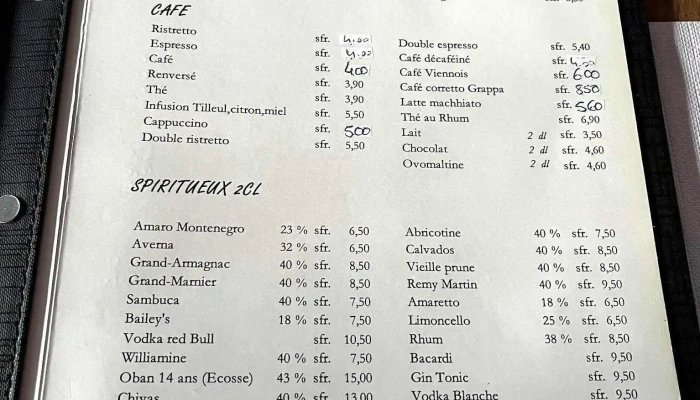 CAFE
Ristretto sfr. 4.00
Espresso sfr. 4.00
Café sfr. 400
Renversé sfr. 3,90
Thé sfr. 3,90
Infusion Tilleul,citron,miel sfr. 5,50
Cappuccino sfr. 500
Double ristretto sfr. 5,50
Double espresso sfr. 5,40
Café décaféiné sfr. 4.00
Café Viennois sfr. 600
Café corretto Grappa sfr. 850
Latte machhiato sfr. 560
Thé au Rhum sfr. 6,90
Lait 2 dl sfr. 3,50
Chocolat 2 dl sfr. 4,60
Ovomaltine 2 dl sfr. 4,60
SPIRITUEUX 2CL
Amaro Montenegro 23 % sfr. 6,50
Averna 32 % sfr. 6,50
Grand-Armagnac 40 % sfr. 8,50
Grand-Marnier 40 % sfr. 8,50
Sambuca 40 % sfr. 7,50
Bailey's 18 % sfr. 7,50
Vodka red Bull sfr. 10,50
Williamine 40 % sfr. 7,50
Oban 14 ans (Ecosse) 43 % sfr. 15,00
Chivas 40 % sfr. 13,00
Abricotine 40 % sfr. 7,50
Calvados 40 % sfr. 8,50
Vieille prune 40 % sfr. 8,50
Remy Martin 40 % sfr. 9,50
Amaretto 18 % sfr. 6,50
Limoncello 25 % sfr. 6,50
Rhum 38 % sfr. 8,50
Bacardi sfr. 9,50
Gin Tonic sfr. 9,50
Vodka Blanche sfr. 9,50